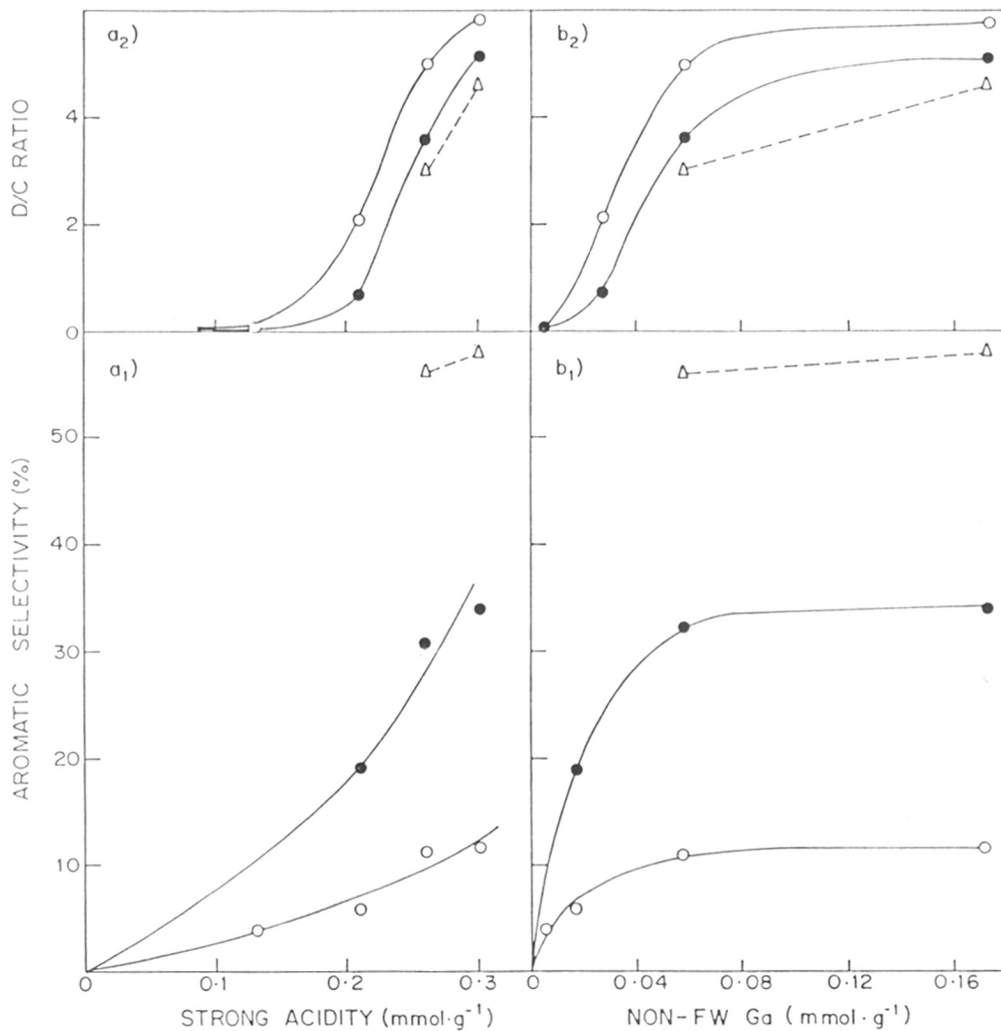 a₂)
b₂)
D/C RATIO
4
2
0
a₁)
b₁)
AROMATIC SELECTIVITY (%)
50
40
30
20
10
0 0·1 0·2 0·3 0 0·04 0·08 0·12 0·16
STRONG ACIDITY (mmol·g⁻¹) NON-FW Ga (mmol·g⁻¹)